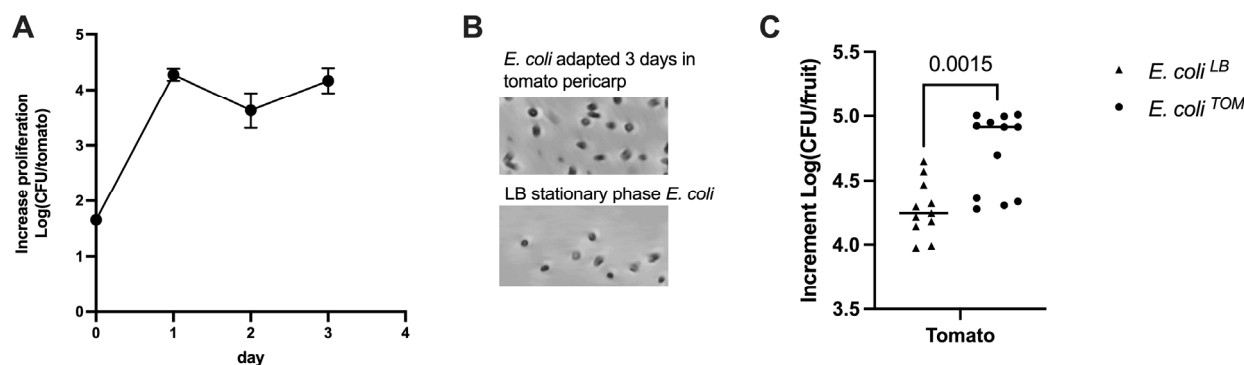 A
Increase proliferation
Log(CFU/tomato)
5
4
3
2
1
0
0 1 2 3 4
day
B
E. coli adapted 3 days in
tomato pericarp
LB stationary phase E. coli
C
Increment Log(CFU/fruit)
5.5
5.0
4.5
4.0
3.5
0.0015
Tomato
E. coli LB
E. coli TOM